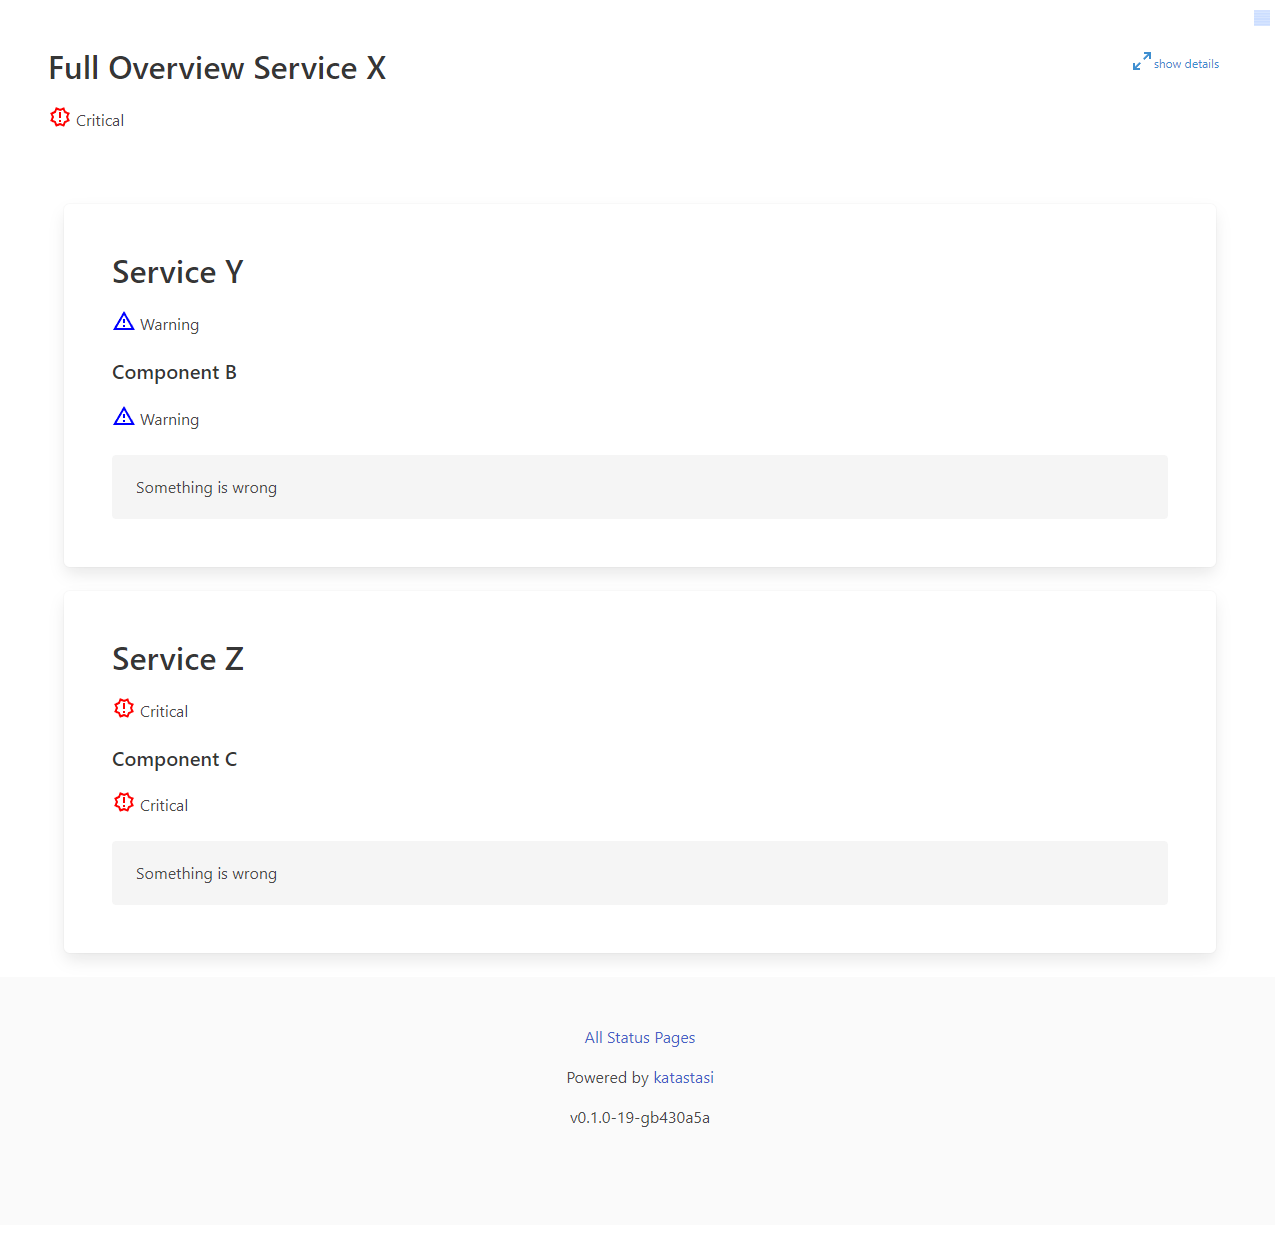 Full Overview Service X
show details
Critical
Service Y
Warning
Component B
Warning
Something is wrong
Service Z
Critical
Component C
Critical
Something is wrong
All Status Pages
Powered by katastasi
v0.1.0-19-gb430a5a